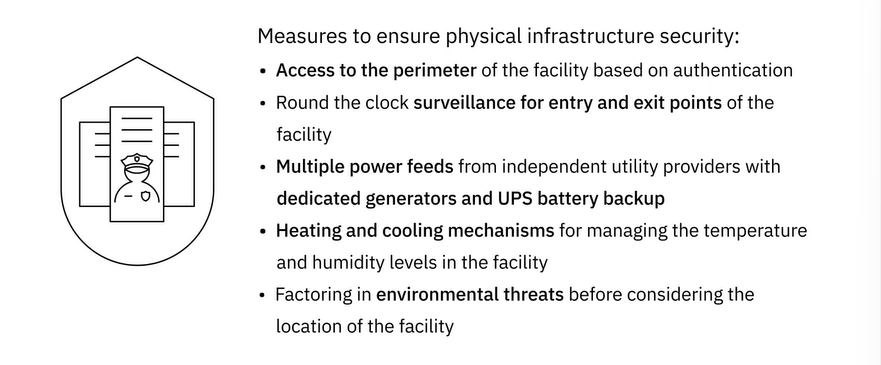 Measures to ensure physical infrastructure security:
• Access to the perimeter of the facility based on authentication
• Round the clock surveillance for entry and exit points of the
facility
• Multiple power feeds from independent utility providers with
dedicated generators and UPS battery backup
• Heating and cooling mechanisms for managing the temperature
and humidity levels in the facility
• Factoring in environmental threats before considering the
location of the facility